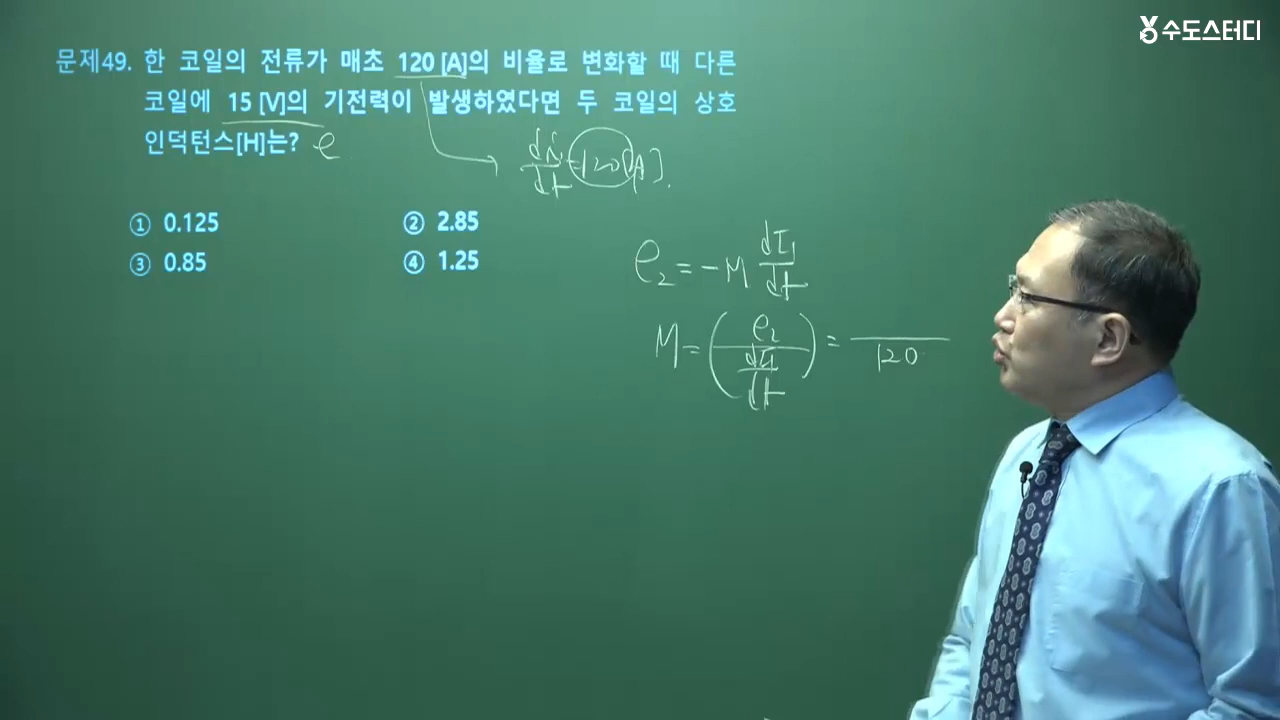 수도스터디
문제49. 한 코일의 전류가 매초 120 [A]의 비율로 변화할 때 다른
코일에 15 [V]의 기전력이 발생하였다면 두 코일의 상호
인덕턴스[H]는? e
di/dt = 120[A].
① 0.125
② 2.85
③ 0.85
④ 1.25
e₂ = - M dI₁/dt
M = ( e₂ / dI₁/dt ) = / 120